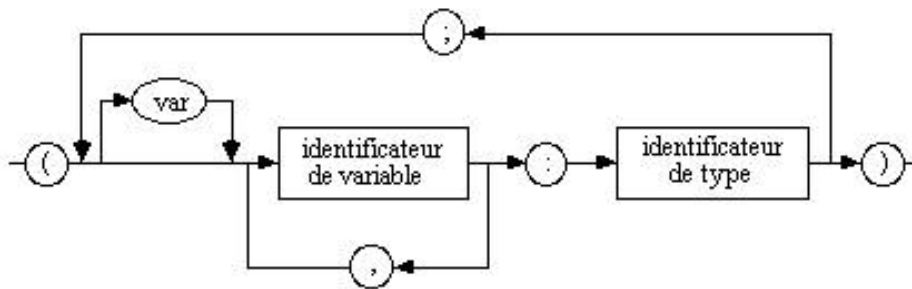 ;
var
( identificateur de variable : identificateur de type )
,